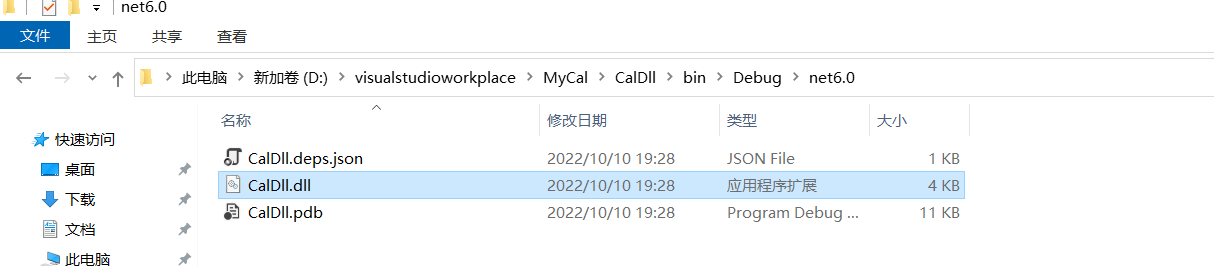 net6.0
文件 主页 共享 查看
此电脑 新加卷 (D:) visualstudioworkplace MyCal CalDll bin Debug net6.0
名称 修改日期 类型 大小
快速访问
CalDll.deps.json 2022/10/10 19:28 JSON File 1 KB
桌面
CalDll.dll 2022/10/10 19:28 应用程序扩展 4 KB
下载
CalDll.pdb 2022/10/10 19:28 Program Debug ... 11 KB
文档
此电脑